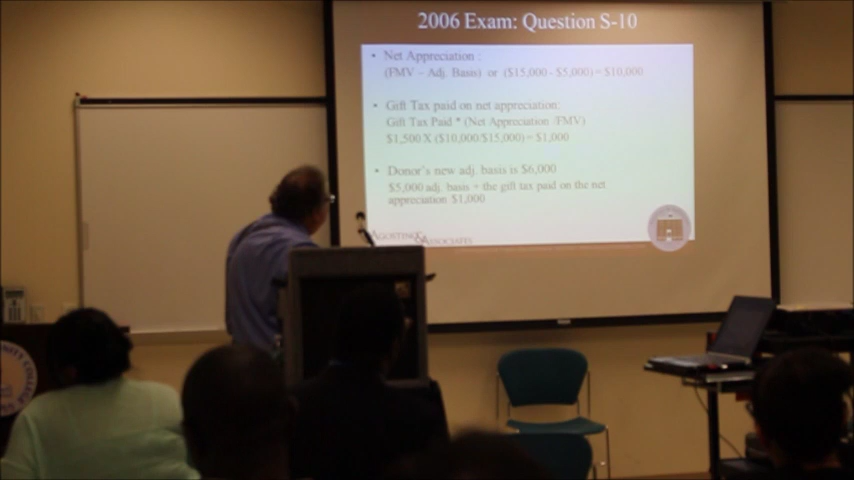 2006 Exam: Question S-10
• Net Appreciation :
(FMV – Adj. Basis) or ($15,000 - $5,000) = $10,000
• Gift Tax paid on net appreciation:
Gift Tax Paid * (Net Appreciation /FMV)
$1,500 X ($10,000/$15,000) = $1,000
• Donor's new adj. basis is $6,000
$5,000 adj. basis + the gift tax paid on the net
appreciation $1,000
AGOSTINO & ASSOCIATES